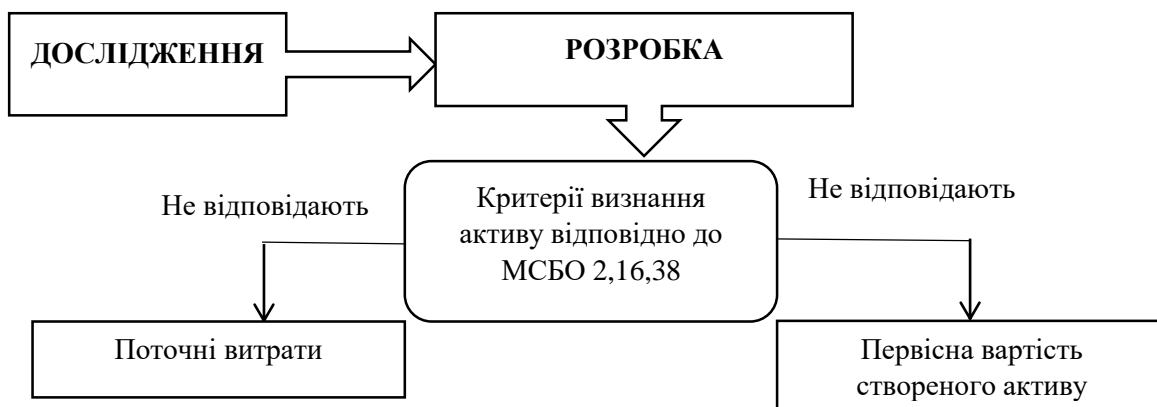 ДОСЛІДЖЕННЯ
РОЗРОБКА
Критерії визнання
активу відповідно до
МСБО 2,16,38
Не відповідають
Не відповідають
Поточні витрати
Первісна вартість
створеного активу